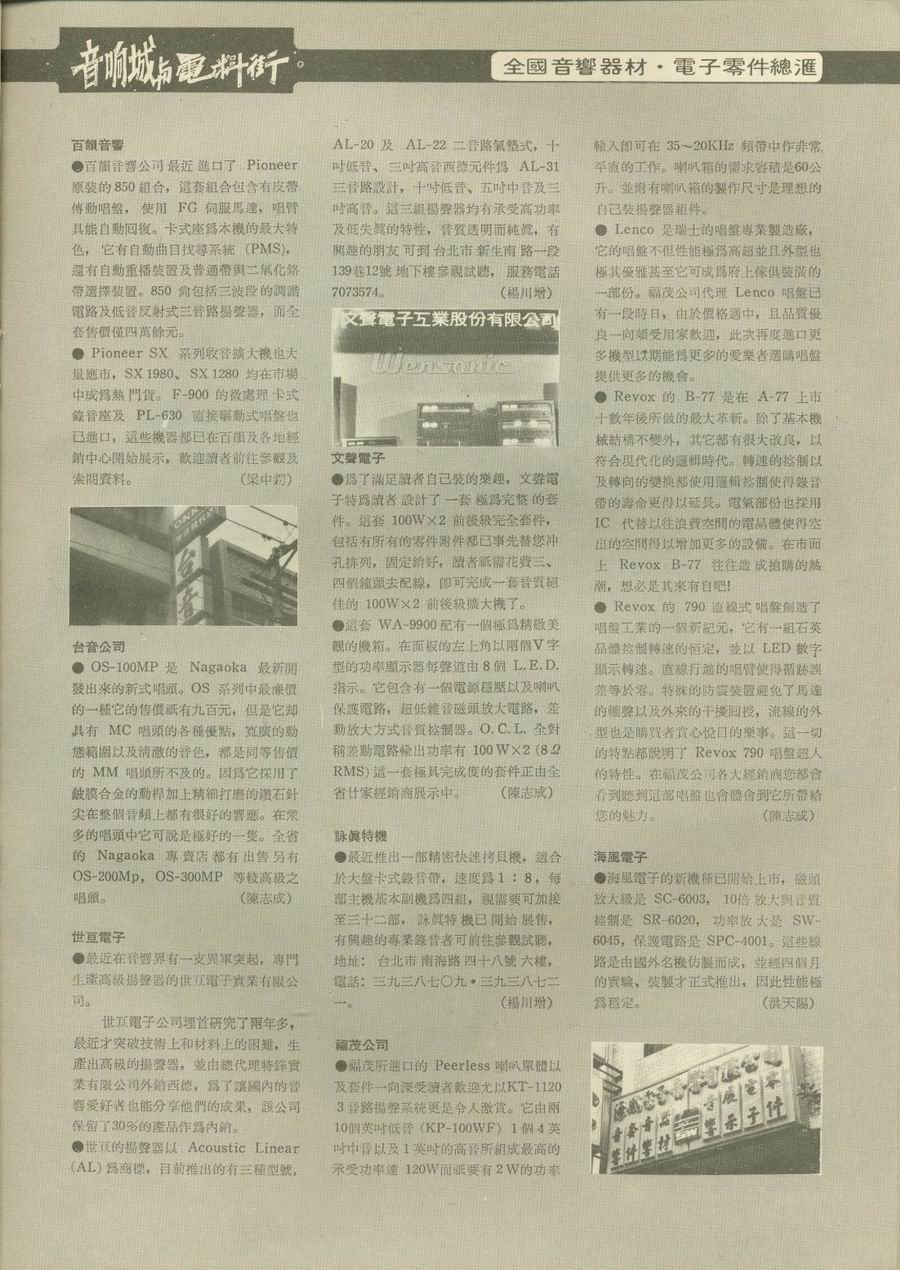 音响城與電料街
全國音響器材・電子零件總滙
百韻音響
●百韻音響公司最近進口了 Pioneer
原裝的850組合，這套組合包含有皮帶
傳動唱盤，使用 FG 伺服馬達，唱臂
具能自動回復。卡式座為本機的最大特
色，它有自動曲目找尋系統（PMS），
還有自動重播裝置及普通帶與二氧化鉻
帶選擇裝置。850 尚包括三波段的調諧
電路及低音反射式三音路揚聲器，而全
套售價僅四萬餘元。
● Pioneer SX 系列收音擴大機也大
量應市，SX 1980、SX 1280 均在市場
中成為熱門貨。F-900 的微處理卡式
錄音座及 PL-630 直接驅動式唱盤也
已進口，這些機器都已在百韻及各地經
銷中心開始展示，歡迎讀者前往參觀及
索閱資料。（梁中鍔）
台音
台音公司
● OS-100MP 是 Nagaoka 最新開
發出來的新式唱頭。OS 系列中最廉價
的一種它的售價祇有九百元，但是它却
具有 MC 唱頭的各種優點，寬廣的動
態範圍以及清澈的音色，都是同等售價
的 MM 唱頭所不及的。因為它採用了
鈹膜合金的動桿加上精細打磨的鑽石針
尖在整個音頻上都有很好的響應。在衆
多的唱頭中它可說是極好的一隻。全省
的 Nagaoka 專賣店都有出售另有
OS-200Mp，OS-300MP 等較高級之
唱頭。（陳志成）
世亘電子
●最近在音響界有一支異軍突起，專門
生產高級揚聲器的世亘電子實業有限公
司。
世亘電子公司埋首研究了兩年多，
最近才突破技術上和材料上的困難，生
產出高級的揚聲器，並由總代理特鋒實
業有限公司外銷西德，為了讓國內的音
響愛好者也能分享他們的成果，該公司
保留了30%的產品作為內銷。
●世亘的揚聲器以 Acoustic Linear
(AL) 為商標，目前推出的有三種型號，
AL-20 及 AL-22 二音路氣墊式，十
吋低音、三吋高音西德元件為 AL-31
三音路設計，十吋低音、五吋中音及三
吋高音。這三組揚聲器均有承受高功率
及低失真的特性，音質透明而純眞，有
興趣的朋友可到台北市新生南路一段
139巷12號地下樓參觀試聽，服務電話
7073574。（楊川增）
文聲電子工業股份有限公司
Wensonic
文聲電子
●為了滿足讀者自己裝的樂趣，文聲電
子特為讀者設計了一套極為完整的套
件。這套 100W×2 前後級完全套件，
包括有所有的零件附件都已事先替您冲
孔排列，固定銷好，讀者祇需花費三、
四個鐘頭去配線，卽可完成一套音質絕
佳的 100W×2 前後級擴大機了。
●這套 WA-9900 配有一個極為精緻美
觀的機箱。在面板的左上角以兩個V字
型的功率顯示器每聲道由 8 個 L.E.D.
指示。它包含有一個電源穩壓以及喇叭
保護電路，超低雜音磁頭放大電路，差
動放大方式音質控制器。O.C.L. 全對
稱差動電路輸出功率有 100W×2 (8Ω
RMS) 這一套極具完成度的套件正由全
省廿家經銷商展示中。（陳志成）
詠眞特機
●最近推出一部精密快速拷貝機，適合
於大盤卡式錄音帶，速度為 1：8，每
部主機基本副機為四組，視需要可加接
至三十二部，詠眞特機已開始展售，
有興趣的專業錄音者可前往參觀試聽，
地址：台北市南海路四十八號六樓，
電話：三九三八七〇九・三九三八七二
一。（楊川增）
福茂公司
●福茂所進口的 Peerless 喇叭單體以
及套件一向深受讀者歡迎尤以KT-1120
3 音路揚聲系統更是令人激賞。它由兩
10個英吋低音（KP-100WF）1 個 4 英
吋中音以及 1 英吋的高音所組成最高的
承受功率達 120W而祇要有 2 W的功率
輸入卽可在 35～20KHz 頻帶中作非常
平直的工作。喇叭箱的需求容積是60公
升。並附有喇叭箱的製作尺寸是理想的
自己裝揚聲器組件。
● Lenco 是瑞士的唱盤專業製造廠，
它的唱盤不但性能極為高超並且外型也
極其優雅甚至它可成為府上傢俱裝潢的
一部份。福茂公司代理 Lenco 唱盤已
有一段時日，由於價格適中，且品質優
良一向頗受用家歡迎，此次再度進口更
多機型以期能為更多的愛樂者選購唱盤
提供更多的機會。
● Revox 的 B-77 是在 A-77 上市
十數年後所做的最大革新。除了基本機
械結構不變外，其它都有很大改良，以
符合現代化的邏輯時代。轉速的控制以
及轉向的變換都使用邏輯控制使得錄音
帶的壽命更得以延長。電氣部份也採用
IC 代替以往浪費空間的電晶體使得空
出的空間得以增加更多的設備。在市面
上 Revox B-77 往往造成搶購的熱
潮，想必是其來有自吧!
● Revox 的 790 直線式唱盤創造了
唱盤工業的一個新紀元，它有一組石英
晶體控制轉速的恒定，並以 LED 數字
顯示轉速。直線行進的唱臂使得循跡誤
差等於零。特殊的防震裝置避免了馬達
的輾聲以及外來的干擾回授，流線的外
型也是購買者賞心悅目的樂事。這一切
的特點都說明了 Revox 790 唱盤超人
的特性。在福茂公司各大經銷商您都會
看到聽到這部唱盤也會體會到它所帶給
您的魅力。（陳志成）
海風電子
●海風電子的新機種已開始上市，磁頭
放大級是 SC-6003，10倍放大與音質
控制是 SR-6020，功率放大是 SW-
6045，保護電路是 SPC-4001。這些線
路是由國外名機仿製而成，並經四個月
的實驗、裝製才正式推出，因此性能極
為穩定。（洪天賜）